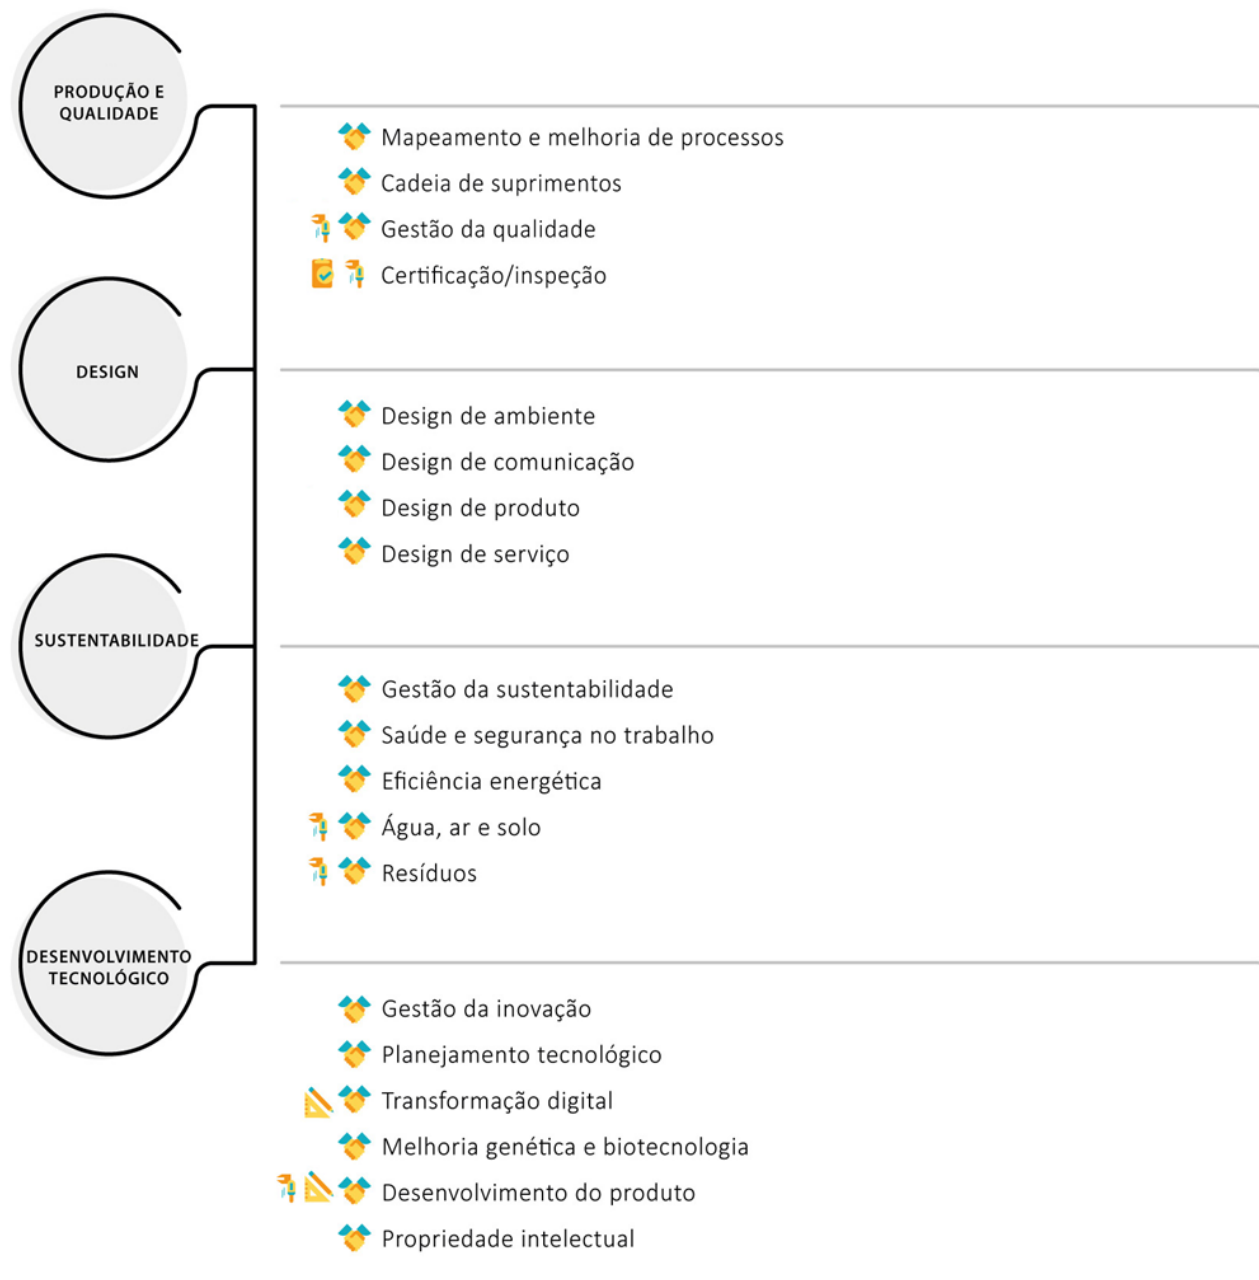 PRODUÇÃO E
QUALIDADE
Mapeamento e melhoria de processos
Cadeia de suprimentos
Gestão da qualidade
Certificação/inspeção
DESIGN
Design de ambiente
Design de comunicação
Design de produto
Design de serviço
SUSTENTABILIDADE
Gestão da sustentabilidade
Saúde e segurança no trabalho
Eficiência energética
Água, ar e solo
Resíduos
DESENVOLVIMENTO
TECNOLÓGICO
Gestão da inovação
Planejamento tecnológico
Transformação digital
Melhoria genética e biotecnologia
Desenvolvimento do produto
Propriedade intelectual